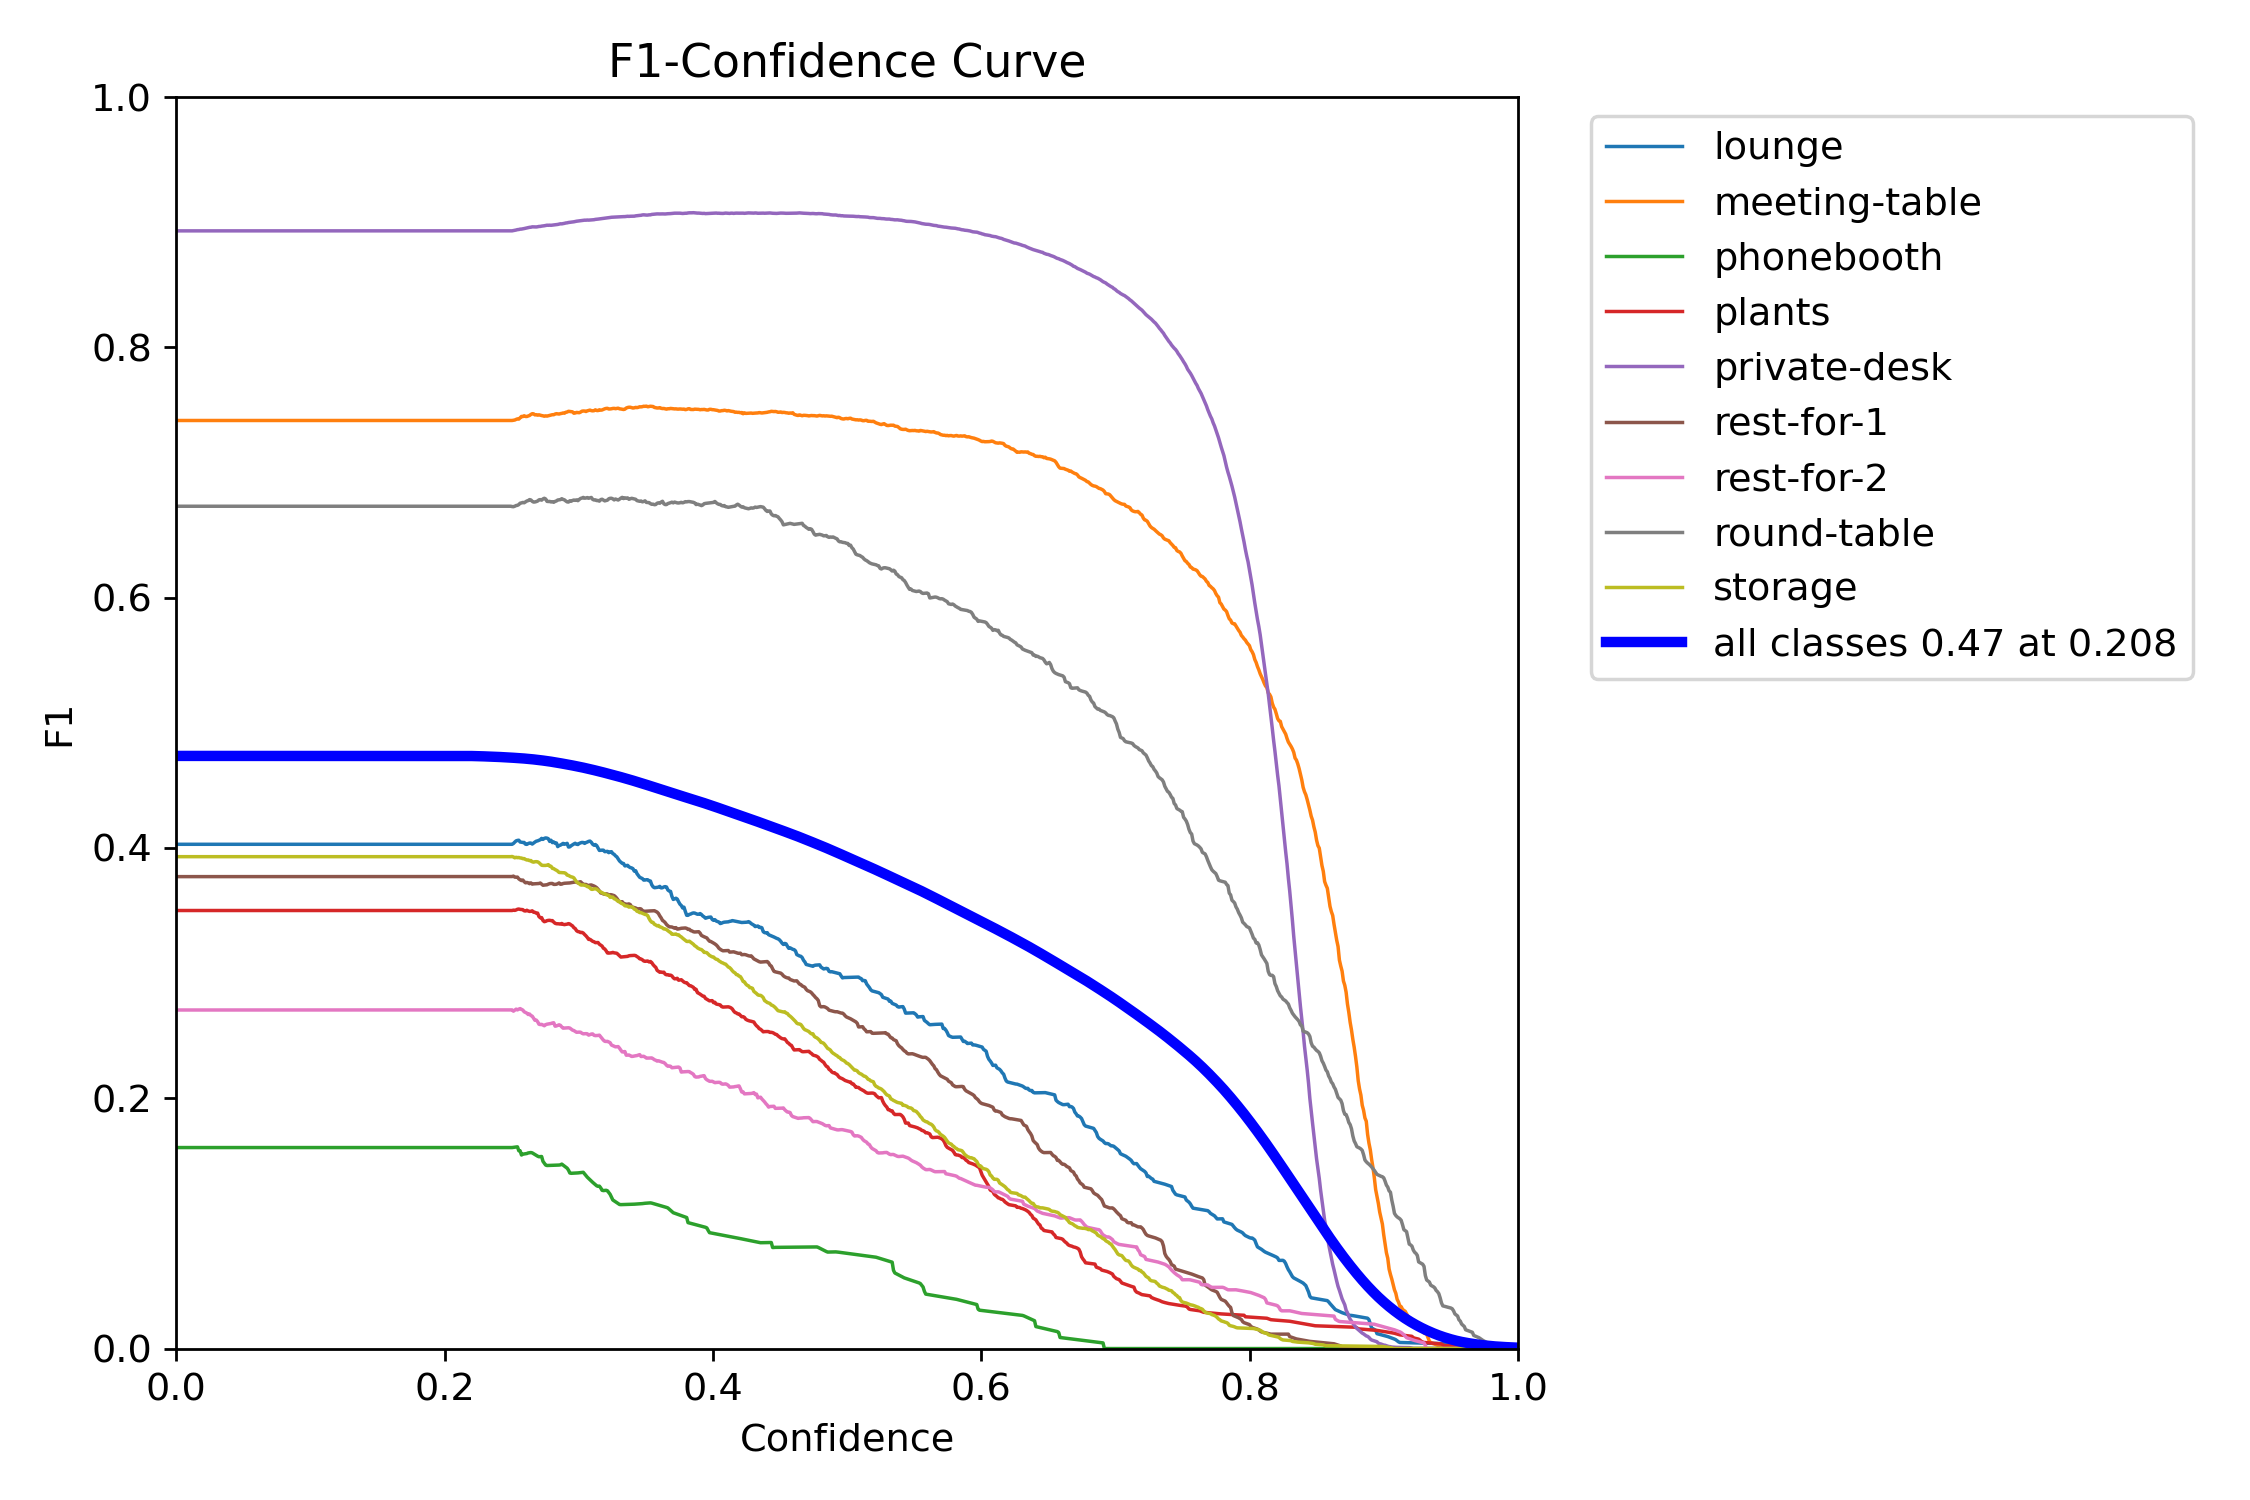 F1-Confidence Curve
1.0
0.8
0.6
0.4
0.2
0.0
F1
0.0 0.2 0.4 0.6 0.8 1.0
Confidence
lounge
meeting-table
phonebooth
plants
private-desk
rest-for-1
rest-for-2
round-table
storage
all classes 0.47 at 0.208